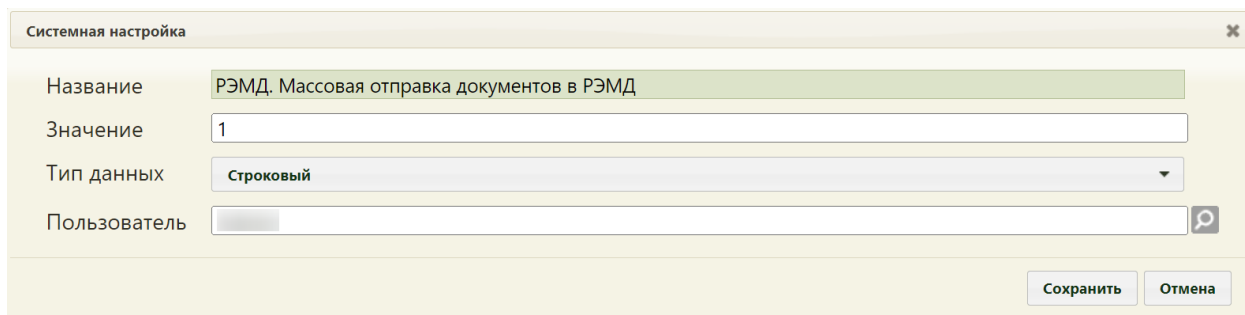 Системная настройка
Название РЭМД. Массовая отправка документов в РЭМД
Значение 1
Тип данных Строковый
Пользователь
Сохранить Отмена